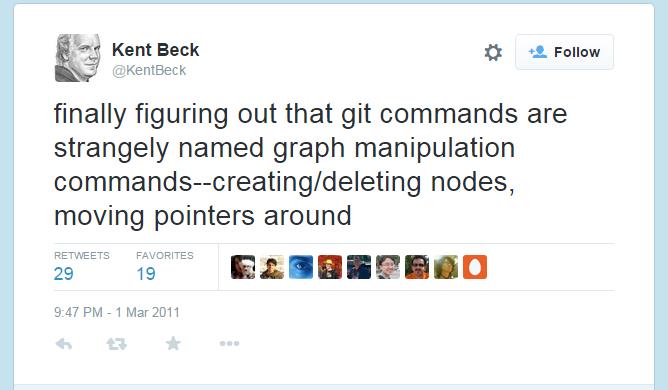 Kent Beck
@KentBeck
Follow
finally figuring out that git commands are
strangely named graph manipulation
commands--creating/deleting nodes,
moving pointers around
RETWEETS FAVORITES
29 19
9:47 PM - 1 Mar 2011